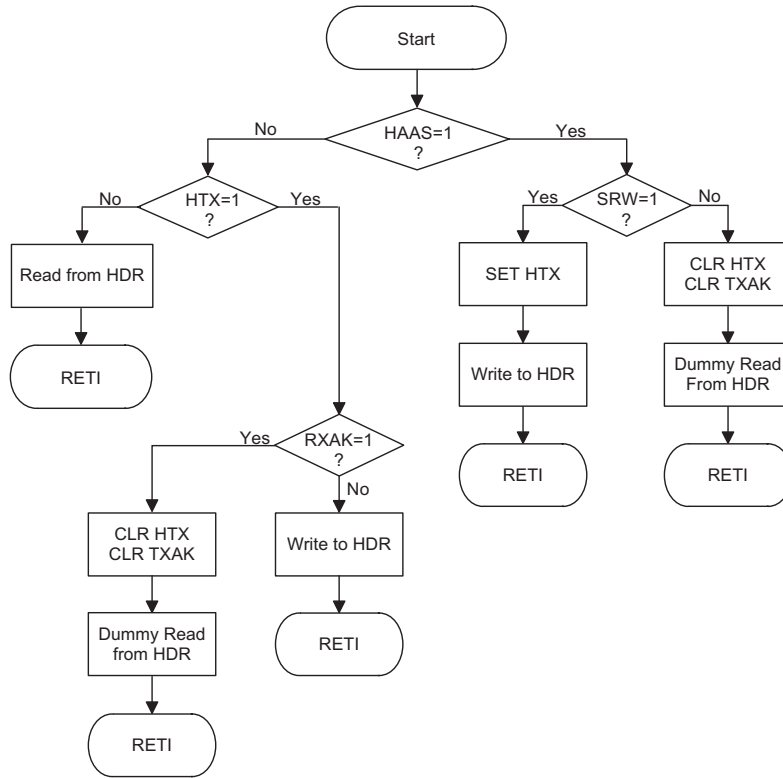 Start
HAAS=1
?
No
Yes
HTX=1
?
No
Yes
SRW=1
?
Yes
No
Read from HDR
SET HTX
CLR HTX
CLR TXAK
RETI
Write to HDR
Dummy Read
From HDR
RXAK=1
?
Yes
No
RETI
RETI
CLR HTX
CLR TXAK
Write to HDR
Dummy Read
from HDR
RETI
RETI